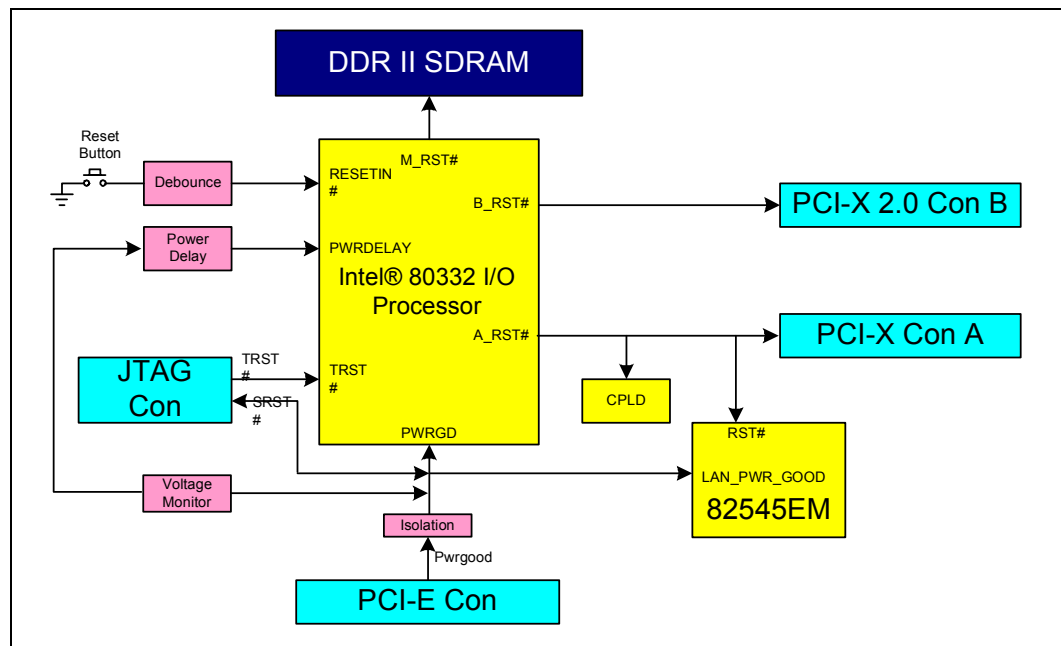 DDR II SDRAM
Reset
Button
M_RST#
RESETIN
#
Debounce
B_RST#
PCI-X 2.0 Con B
Power
Delay
PWRDELAY
Intel® 80332 I/O
Processor
A_RST#
PCI-X Con A
JTAG
Con
TRST
#
TRST
#
SRST
#
CPLD
PWRGD
RST#
LAN_PWR_GOOD
82545EM
Voltage
Monitor
Isolation
Pwrgood
PCI-E Con